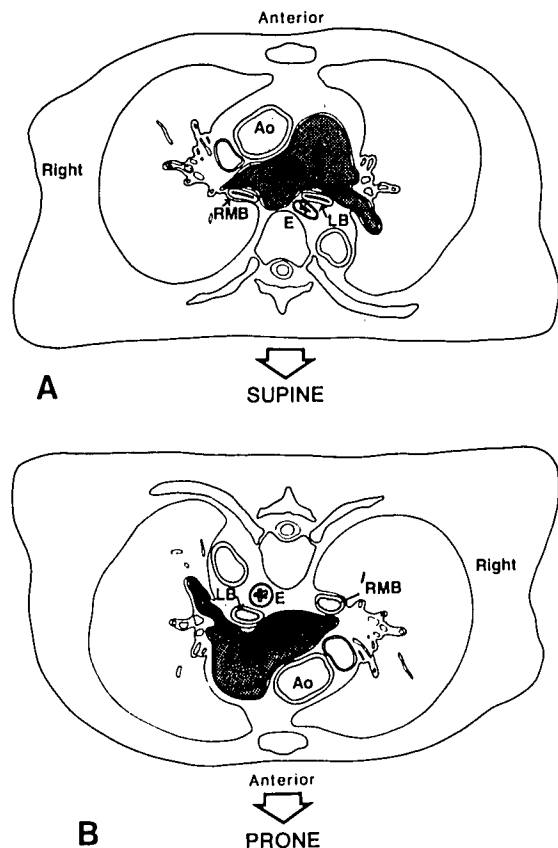 Anterior
Ao
Right
RMB
E
LB
A
SUPINE
Right
LB
E
RMB
Ao
Anterior
B
PRONE